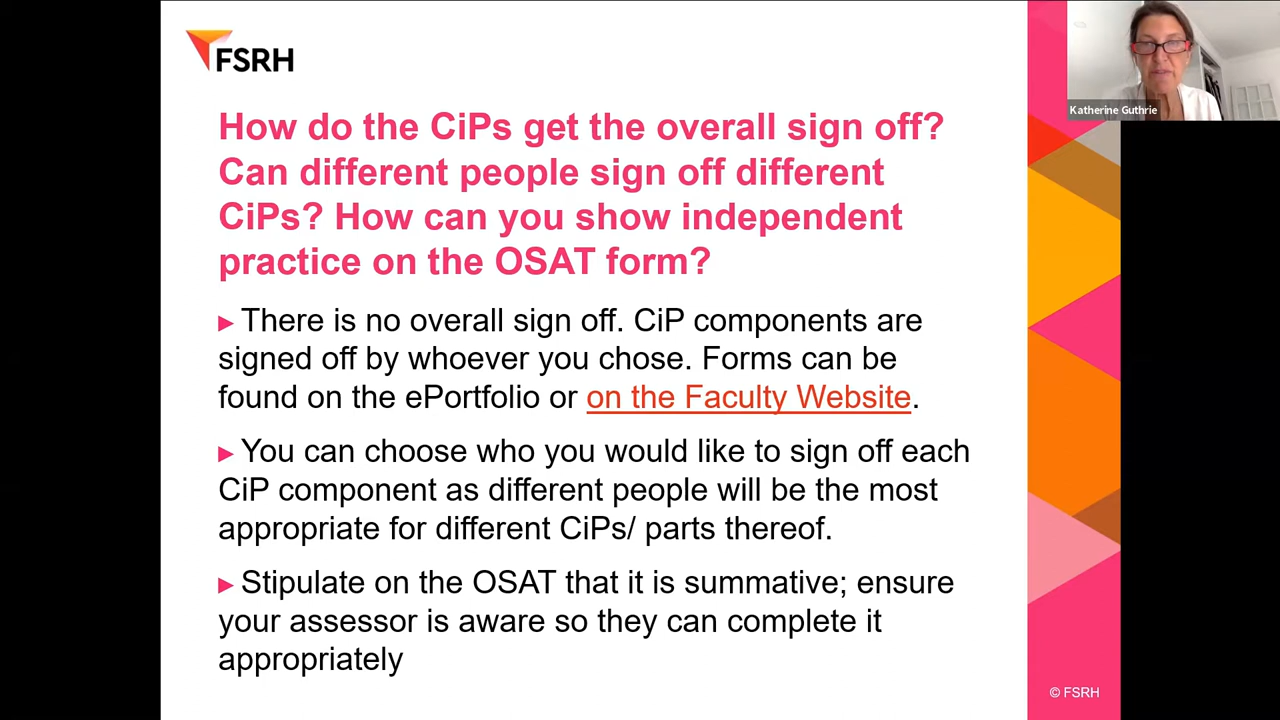 FSRH
Katherine Guthrie
How do the CiPs get the overall sign off?
Can different people sign off different
CiPs? How can you show independent
practice on the OSAT form?
There is no overall sign off. CiP components are
signed off by whoever you chose. Forms can be
found on the ePortfolio or on the Faculty Website.
You can choose who you would like to sign off each
CiP component as different people will be the most
appropriate for different CiPs/ parts thereof.
Stipulate on the OSAT that it is summative; ensure
your assessor is aware so they can complete it
appropriately
© FSRH